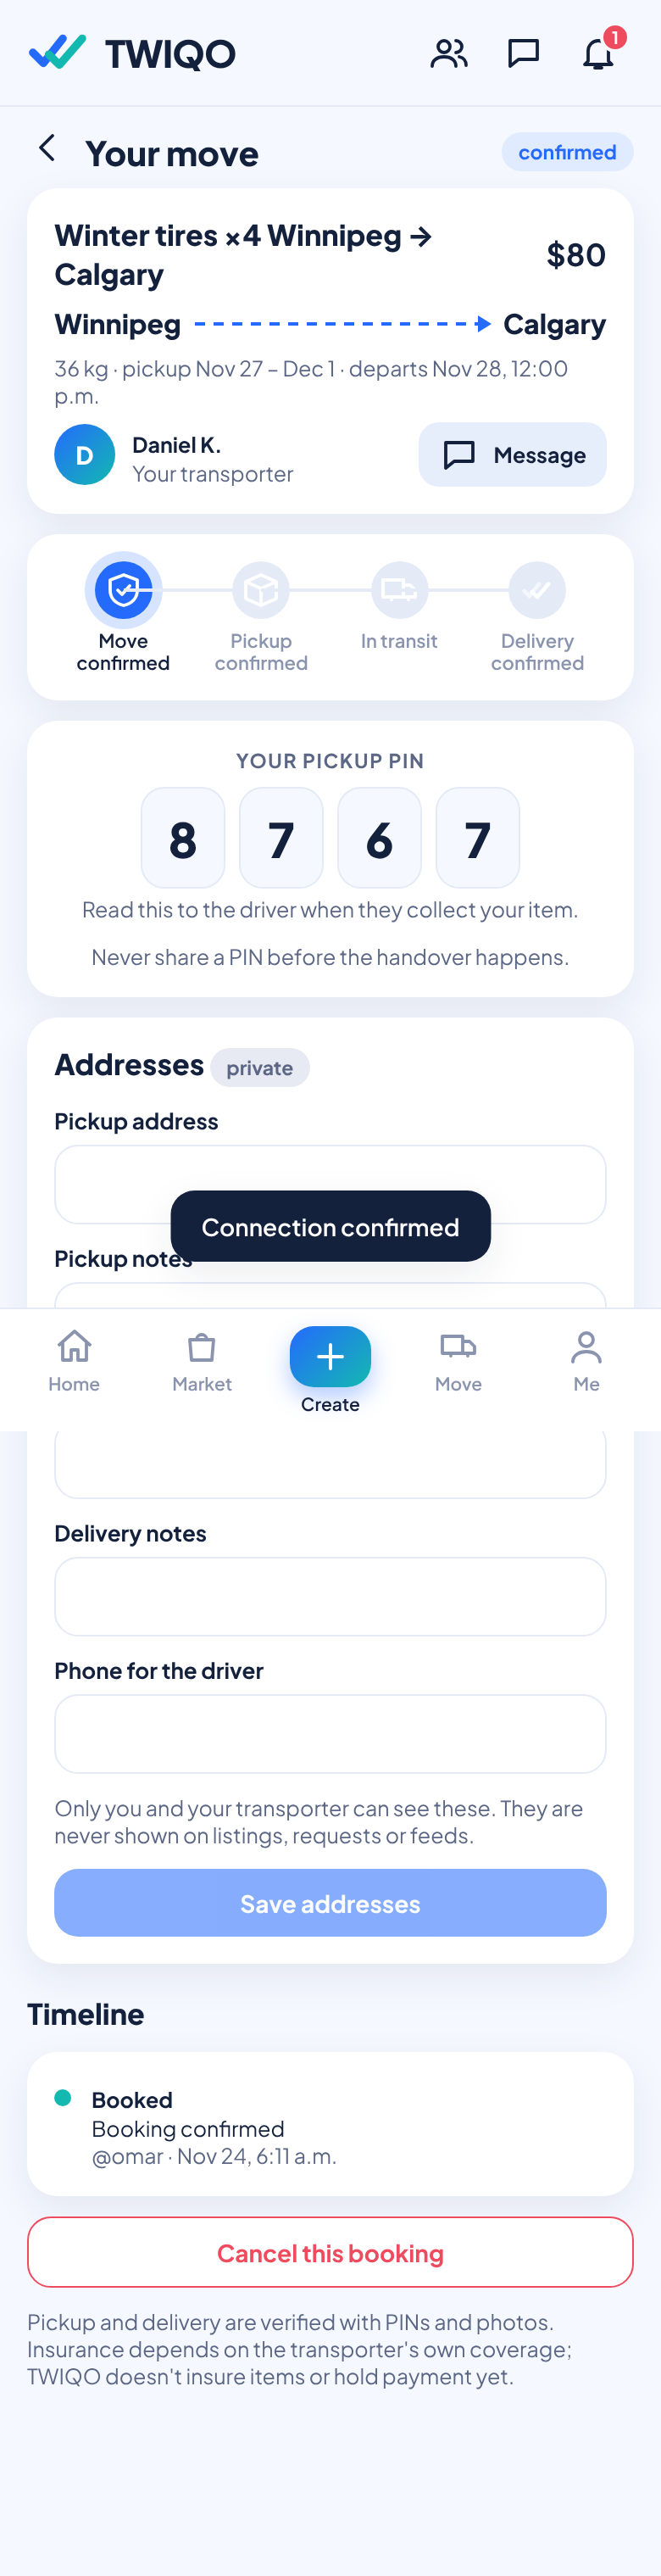 TWIQO
1
Your move
confirmed
Winter tires ×4 Winnipeg →
Calgary
$80
Winnipeg
Calgary
36 kg · pickup Nov 27 – Dec 1 · departs Nov 28, 12:00
p.m.
D
Daniel K.
Your transporter
Message
Move
confirmed
Pickup
confirmed
In transit
Delivery
confirmed
YOUR PICKUP PIN
8 7 6 7
Read this to the driver when they collect your item.
Never share a PIN before the handover happens.
Addresses
private
Pickup address
Connection confirmed
Pickup notes
Home
Market
Create
Move
Me
Delivery notes
Phone for the driver
Only you and your transporter can see these. They are
never shown on listings, requests or feeds.
Save addresses
Timeline
Booked
Booking confirmed
@omar · Nov 24, 6:11 a.m.
Cancel this booking
Pickup and delivery are verified with PINs and photos.
Insurance depends on the transporter's own coverage;
TWIQO doesn't insure items or hold payment yet.